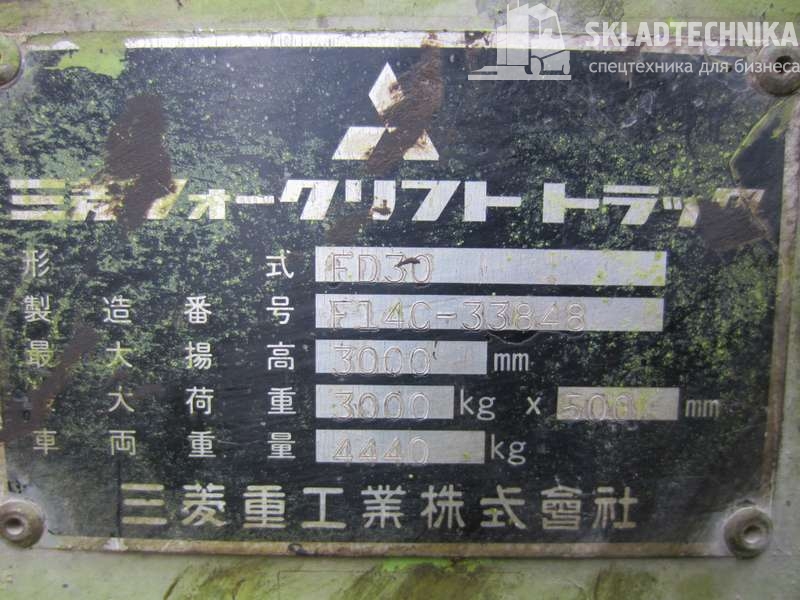 SKLADTECHNIKA
спецтехника для бизнеса
三菱フォークリフトトラック
形 式 FD30
製造番号 F14C-33848
最大揚高 3000 mm
最大荷重 3000 kg x 500 mm
車両重量 4440 kg
三菱重工業株式會社